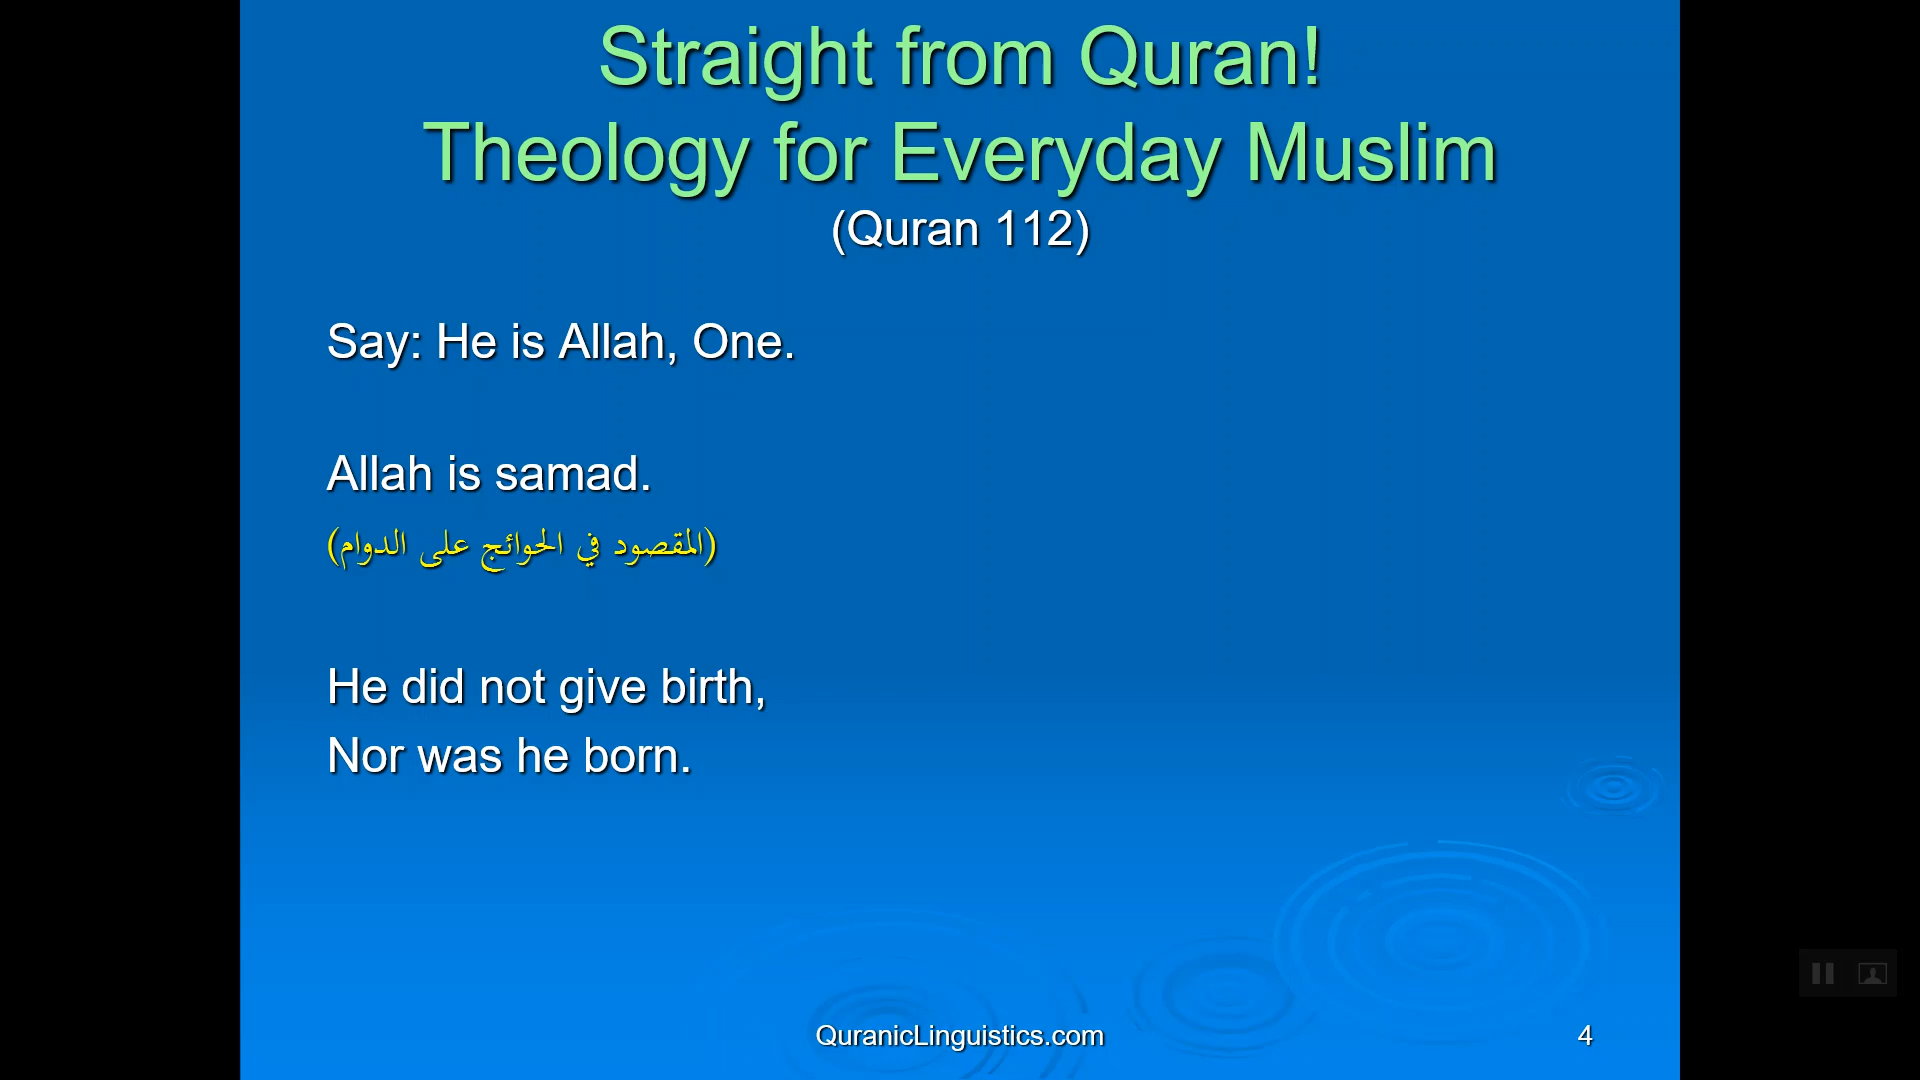 Straight from Quran!
Theology for Everyday Muslim
(Quran 112)
Say: He is Allah, One.
Allah is samad.
(المقصود في الحوائج على الدوام)
He did not give birth,
Nor was he born.
QuranicLinguistics.com
4